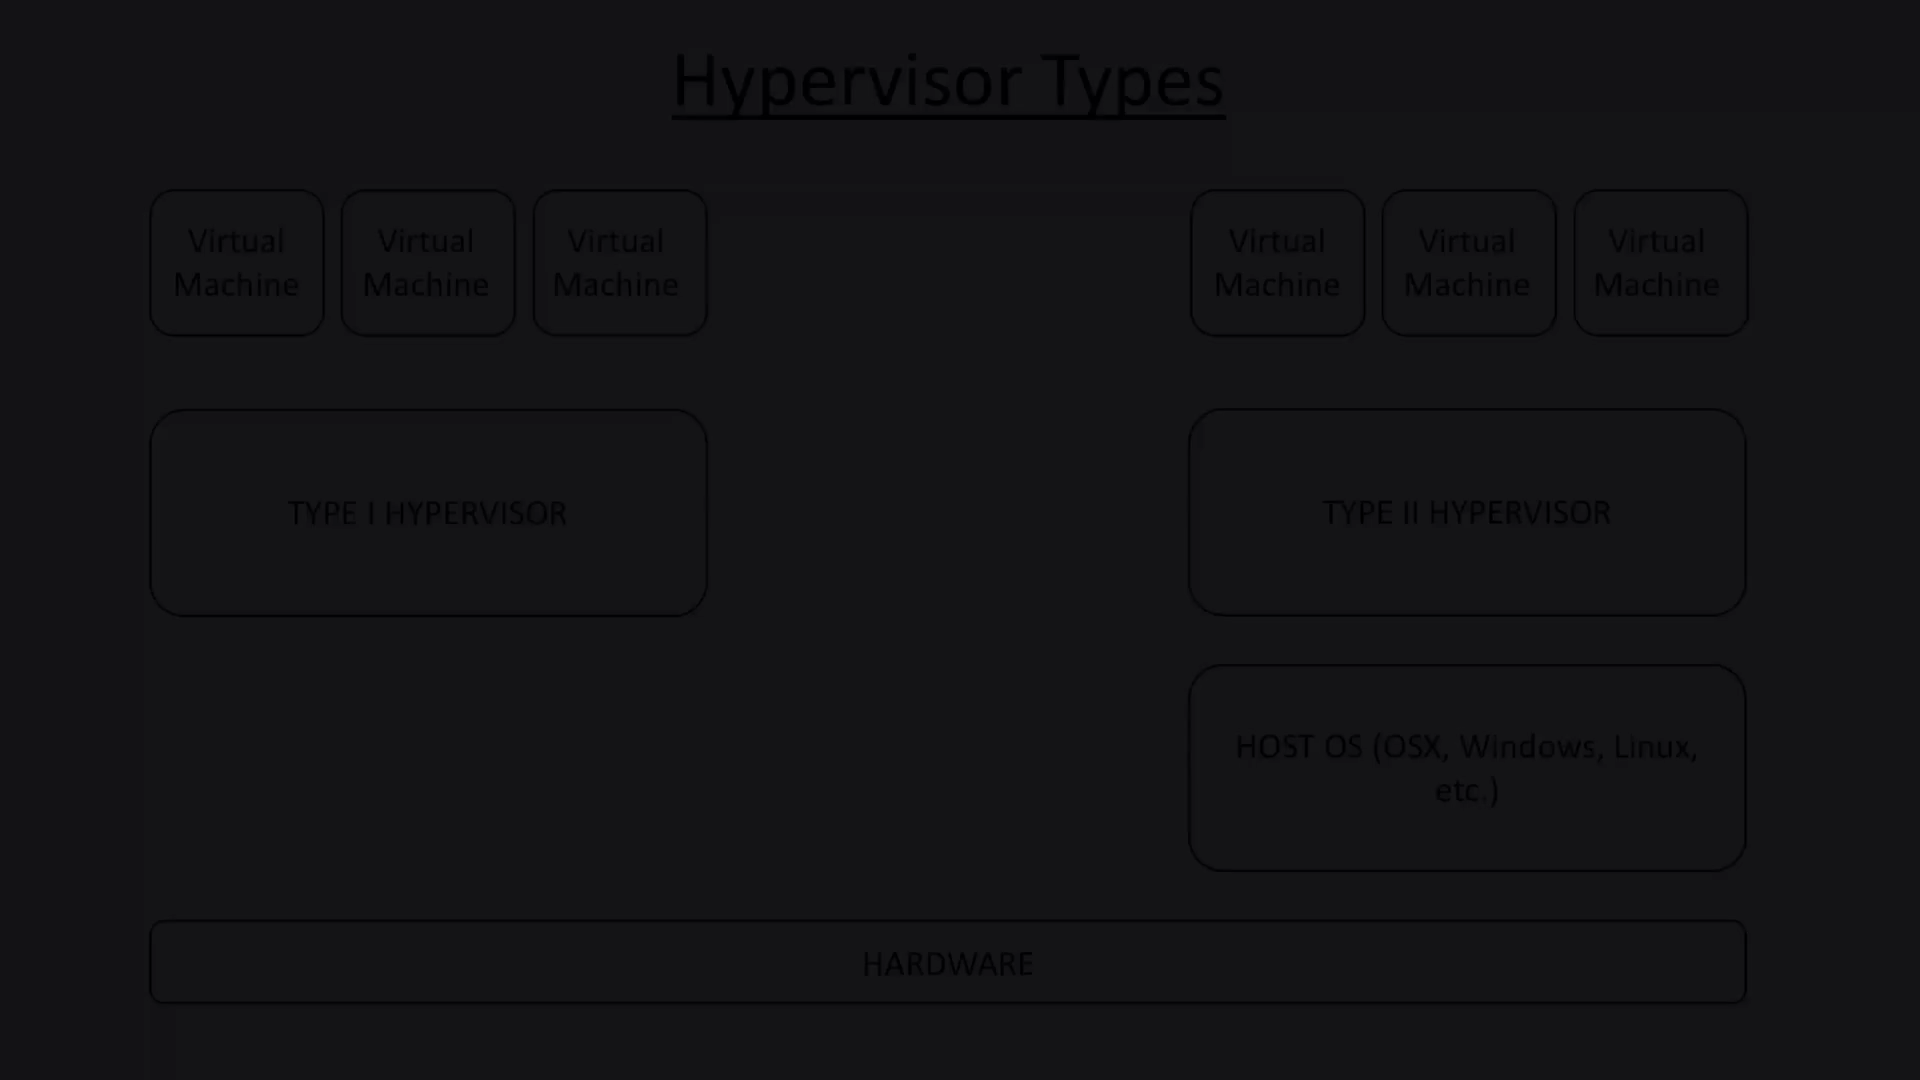 Hypervisor Types
Virtual
Machine
Virtual
Machine
Virtual
Machine
Virtual
Machine
Virtual
Machine
Virtual
Machine
TYPE I HYPERVISOR
TYPE II HYPERVISOR
HOST OS (OSX, Windows, Linux,
etc.)
HARDWARE